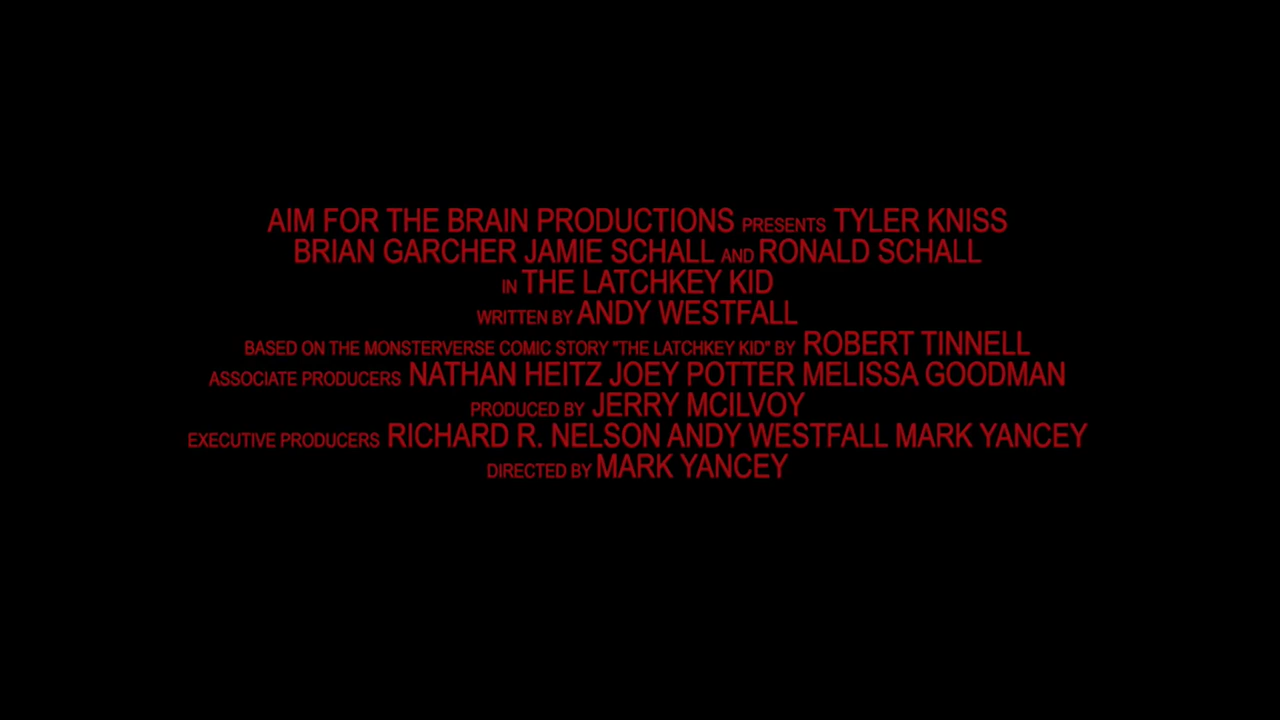 AIM FOR THE BRAIN PRODUCTIONS PRESENTS TYLER KNISS
BRIAN GARCHER JAMIE SCHALL AND RONALD SCHALL
IN THE LATCHKEY KID
WRITTEN BY ANDY WESTFALL
BASED ON THE MONSTERVERSE COMIC STORY "THE LATCHKEY KID" BY ROBERT TINNELL
ASSOCIATE PRODUCERS NATHAN HEITZ JOEY POTTER MELISSA GOODMAN
PRODUCED BY JERRY MCILVOY
EXECUTIVE PRODUCERS RICHARD R. NELSON ANDY WESTFALL MARK YANCEY
DIRECTED BY MARK YANCEY